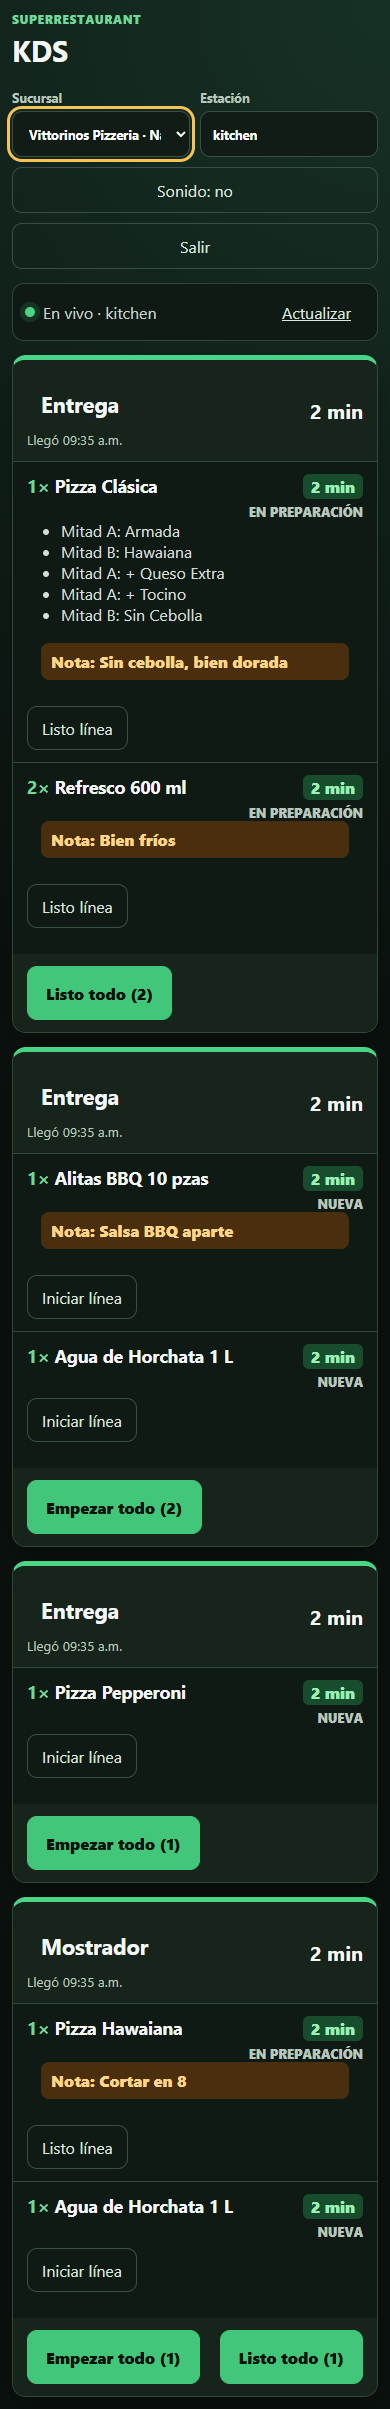 SUPERRESTAURANT
KDS
Sucursal
Estación
Vittorinos Pizzeria · Na
kitchen
Sonido: no
Salir
En vivo · kitchen
Actualizar
Entrega
2 min
Llegó 09:35 a.m.
1× Pizza Clásica
2 min
EN PREPARACIÓN
Mitad A: Armada
Mitad B: Hawaiana
Mitad A: + Queso Extra
Mitad A: + Tocino
Mitad B: Sin Cebolla
Nota: Sin cebolla, bien dorada
Listo línea
2× Refresco 600 ml
2 min
EN PREPARACIÓN
Nota: Bien fríos
Listo línea
Listo todo (2)
Entrega
2 min
Llegó 09:35 a.m.
1× Alitas BBQ 10 pzas
2 min
NUEVA
Nota: Salsa BBQ aparte
Iniciar línea
1× Agua de Horchata 1 L
2 min
NUEVA
Iniciar línea
Empezar todo (2)
Entrega
2 min
Llegó 09:35 a.m.
1× Pizza Pepperoni
2 min
NUEVA
Iniciar línea
Empezar todo (1)
Mostrador
2 min
Llegó 09:35 a.m.
1× Pizza Hawaiana
2 min
EN PREPARACIÓN
Nota: Cortar en 8
Listo línea
1× Agua de Horchata 1 L
2 min
NUEVA
Iniciar línea
Empezar todo (1)
Listo todo (1)